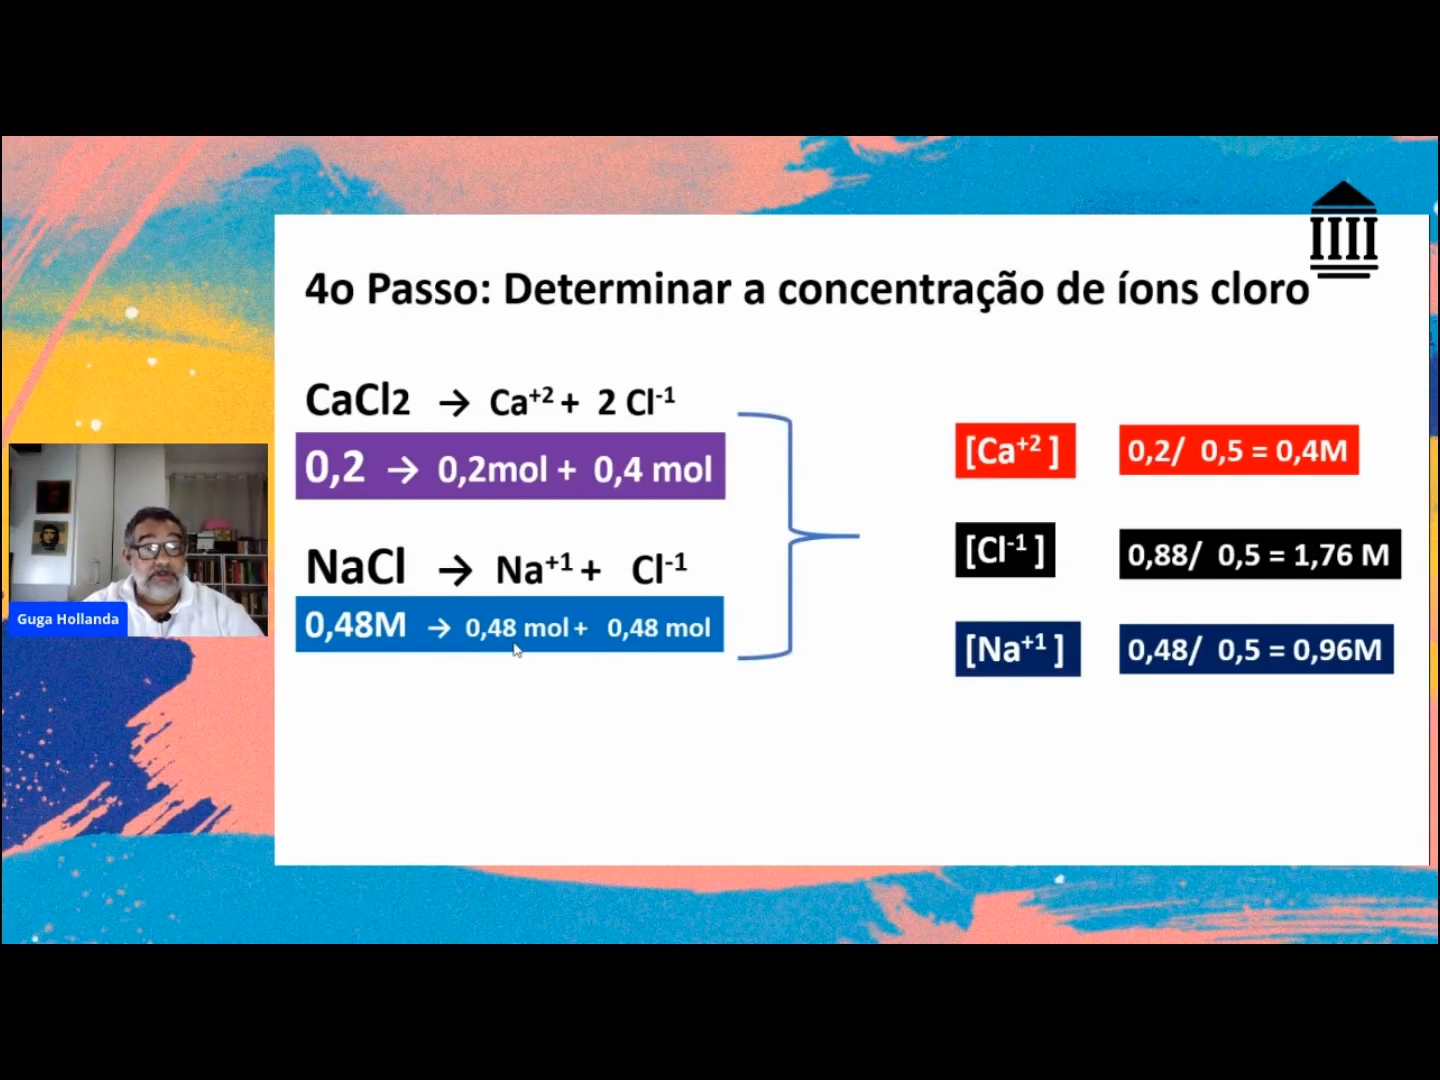 4o Passo: Determinar a concentração de íons cloro
CaCl2 → Ca⁺² + 2 Cl⁻¹
0,2 → 0,2mol + 0,4 mol
NaCl → Na⁺¹ + Cl⁻¹
0,48M → 0,48 mol + 0,48 mol
[Ca⁺² ] 0,2/ 0,5 = 0,4M
[Cl⁻¹ ] 0,88/ 0,5 = 1,76 M
[Na⁺¹ ] 0,48/ 0,5 = 0,96M
Guga Hollanda